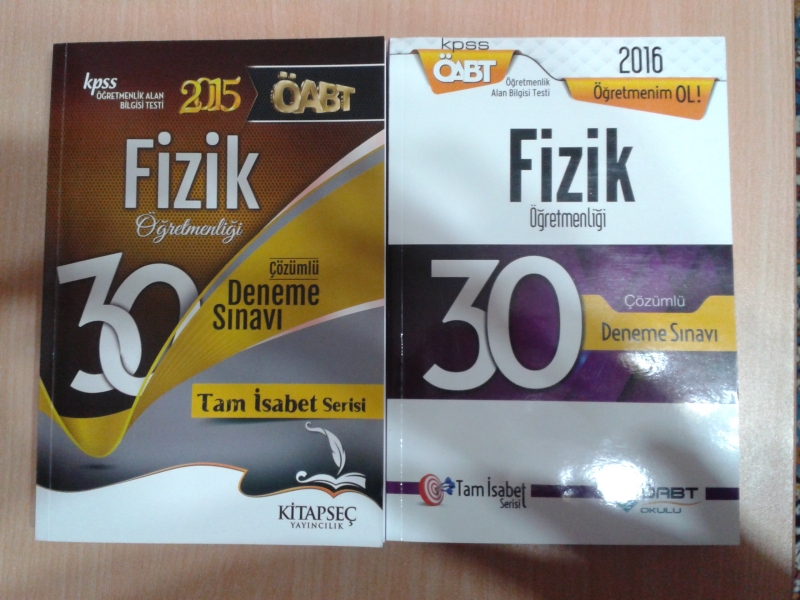 kpss
ÖĞRETMENLİK ALAN
BİLGİSİ TESTİ
2015
ÖABT
Fizik
Öğretmenliği
30
Çözümlü
Deneme
Sınavı
Tam İsabet Serisi
KİTAPSEÇ
YAYINCILIK
kpss
ÖABT
Öğretmenlik
Alan Bilgisi Testi
2016
Öğretmenim OL!
Fizik
Öğretmenliği
30
Çözümlü
Deneme Sınavı
Tam İsabet
Serisi
ÖABT
OKULU